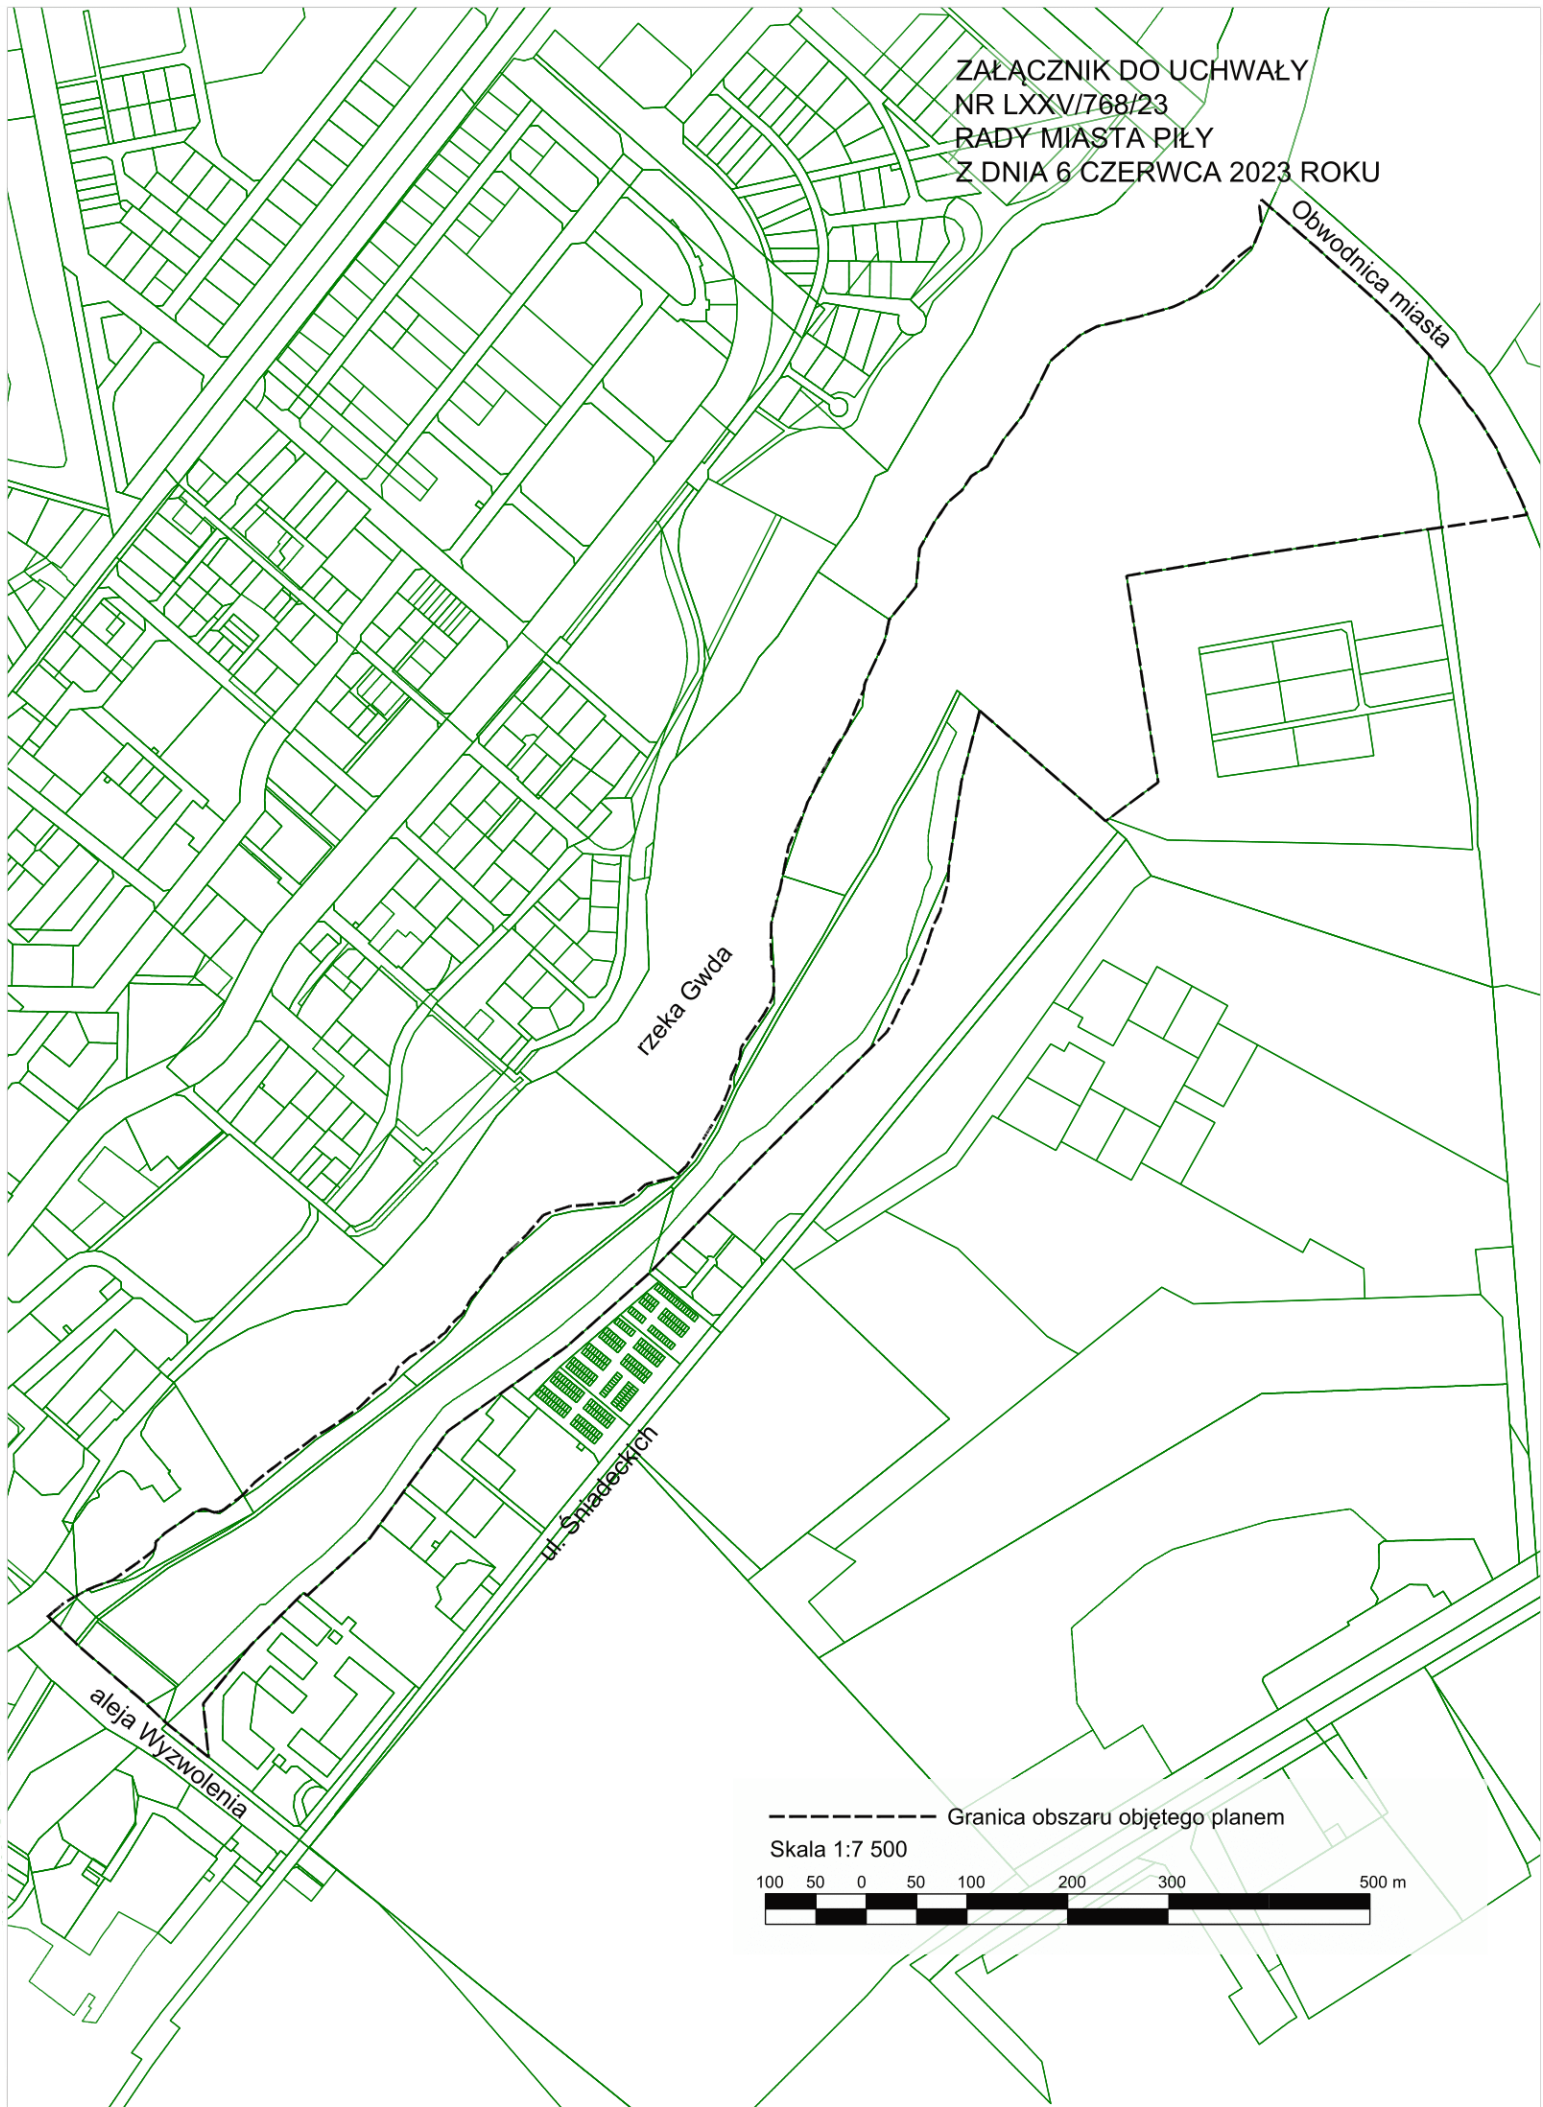 ZAŁĄCZNIK DO UCHWAŁY
NR LXXV/768/23
RADY MIASTA PIŁY
Z DNIA 6 CZERWCA 2023 ROKU
Obwodnica miasta
rzeka Gwda
ul. Śniadeckich
aleja Wyzwolenia
Granica obszaru objętego planem
Skala 1:7 500
100 50 0 50 100 200 300 500 m